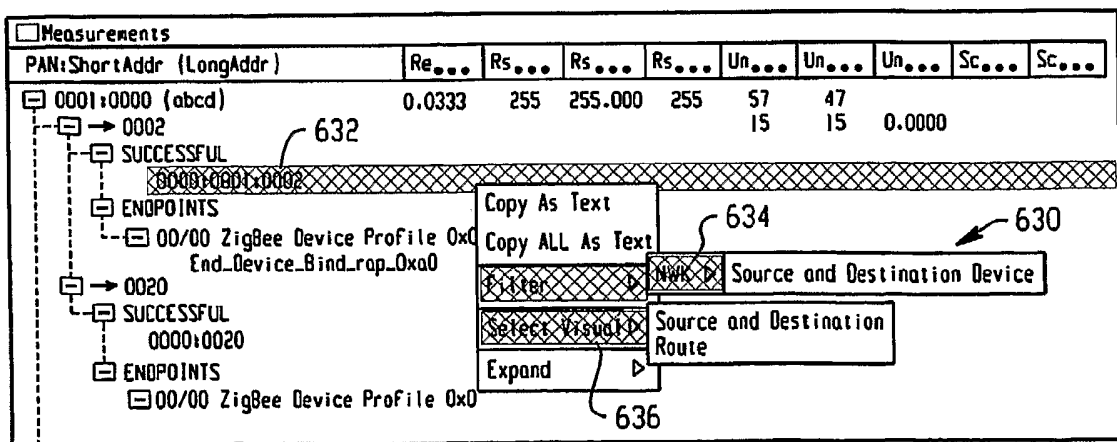 Measurements
PAN:ShortAddr (LongAddr) Re... Rs... Rs... Rs... Un... Un... Un... Sc... Sc...
0001:0000 (abcd) 0.0333 255 255.000 255 57 47
→ 0002 15 15 0.0000
632
SUCCESSFUL
0000:0001:0002
ENDPOINTS
00/00 ZigBee Device Profile 0x0
End_Device_Bind_rqp_0xa0
→ 0020
SUCCESSFUL
0000:0020
ENDPOINTS
00/00 ZigBee Device Profile 0x0
Copy As Text
Copy ALL As Text
Filter
Select Visual
Expand
634
630
NWK
Source and Destination Device
Source and Destination
Route
636